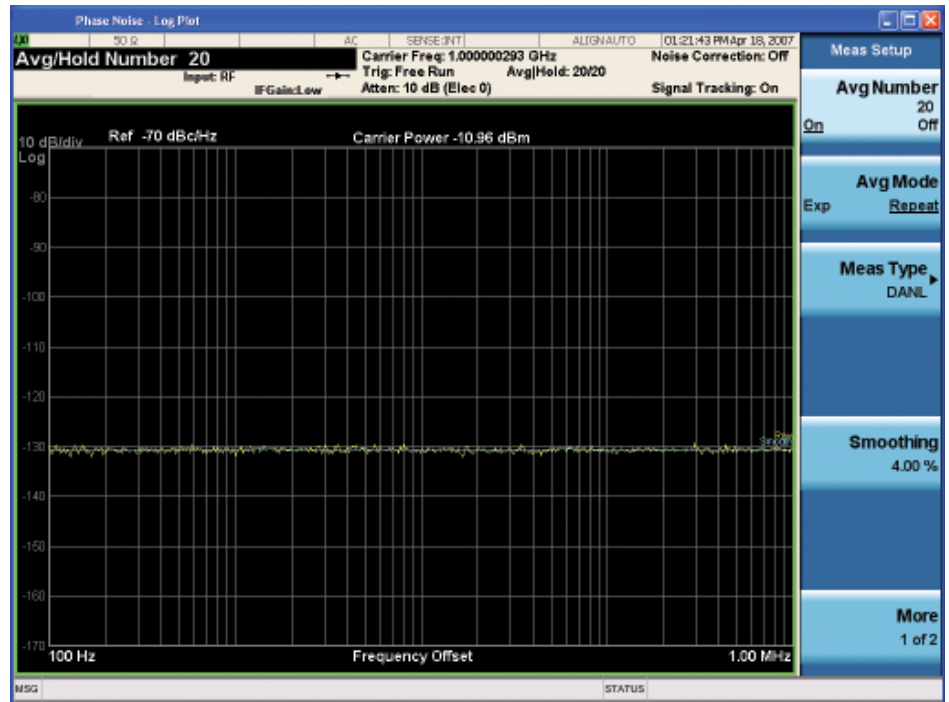 Phase Noise - Log Plot
50 Ω AC SENSE:INT ALIGNAUTO 01:21:43 PM Apr 18, 2007
Avg/Hold Number 20
Carrier Freq: 1.000000293 GHz Noise Correction: Off
Input: RF Trig: Free Run Avg|Hold: 20/20
IFGain:Low Atten: 10 dB (Elec 0) Signal Tracking: On
10 dB/div Ref -70 dBc/Hz Carrier Power -10.96 dBm
Log
-80
-90
-100
-110
-120
-130
-140
-150
-160
-170
100 Hz Frequency Offset 1.00 MHz
MSG STATUS
Meas Setup
Avg Number
20
On Off
Avg Mode
Exp Repeat
Meas Type
DANL
Smoothing
4.00 %
More
1 of 2